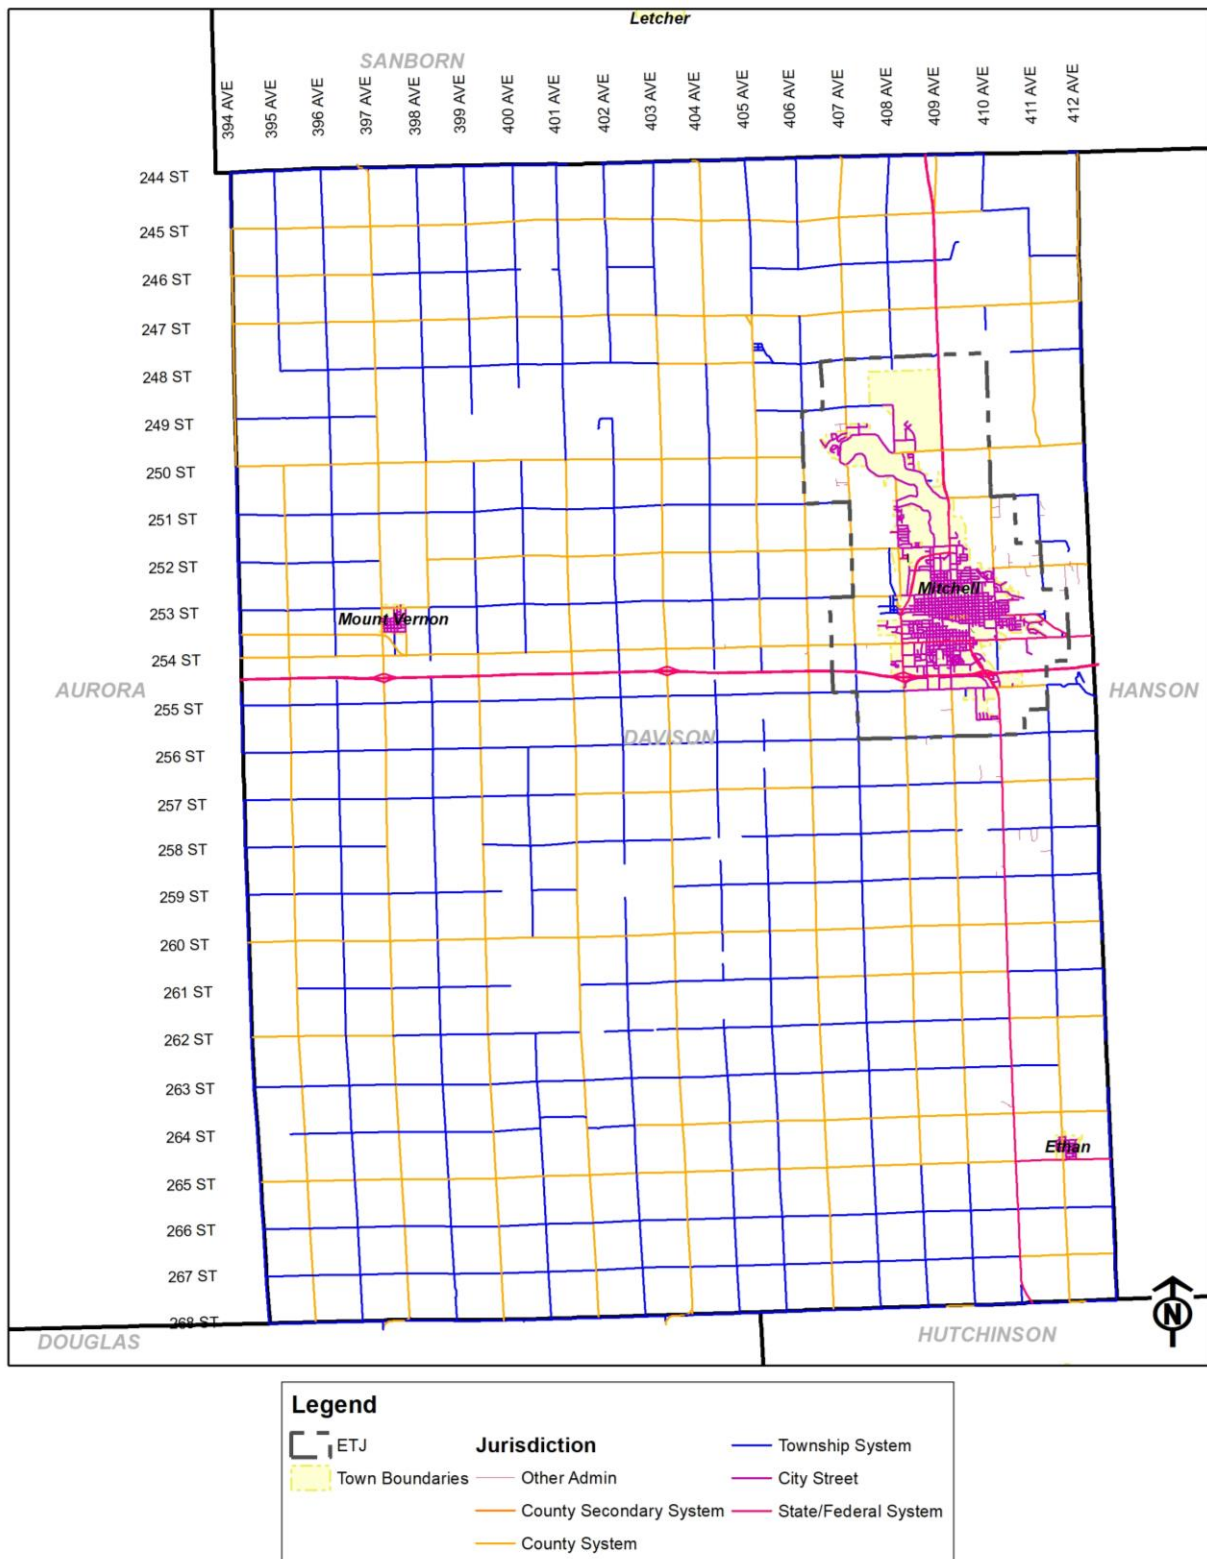 Letcher
SANBORN
394 AVE
395 AVE
396 AVE
397 AVE
398 AVE
399 AVE
400 AVE
401 AVE
402 AVE
403 AVE
404 AVE
405 AVE
406 AVE
407 AVE
408 AVE
409 AVE
410 AVE
411 AVE
412 AVE
244 ST
245 ST
246 ST
247 ST
248 ST
249 ST
250 ST
251 ST
252 ST
Mitchell
253 ST
Mount Vernon
254 ST
AURORA
HANSON
255 ST
DAVISON
256 ST
257 ST
258 ST
259 ST
260 ST
261 ST
262 ST
263 ST
264 ST
Ethan
265 ST
266 ST
267 ST
268 ST
N
DOUGLAS
HUTCHINSON
Legend
ETJ
Town Boundaries
Jurisdiction
Other Admin
County Secondary System
County System
Township System
City Street
State/Federal System